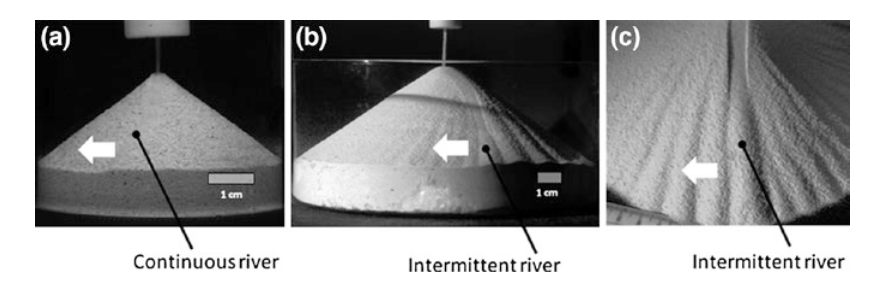 (a)
(b)
(c)
1 cm
1 cm
Continuous river
Intermittent river
Intermittent river